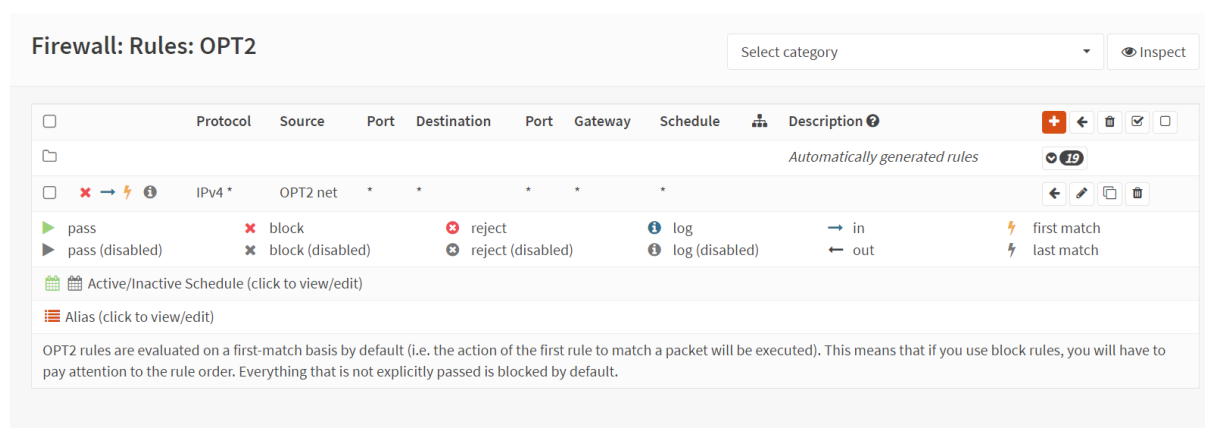 Firewall: Rules: OPT2
Select category
Inspect
Protocol Source Port Destination Port Gateway Schedule Description
Automatically generated rules
19
IPv4 * OPT2 net * * * * *
pass block reject log in first match
pass (disabled) block (disabled) reject (disabled) log (disabled) out last match
Active/Inactive Schedule (click to view/edit)
Alias (click to view/edit)
OPT2 rules are evaluated on a first-match basis by default (i.e. the action of the first rule to match a packet will be executed). This means that if you use block rules, you will have to
pay attention to the rule order. Everything that is not explicitly passed is blocked by default.